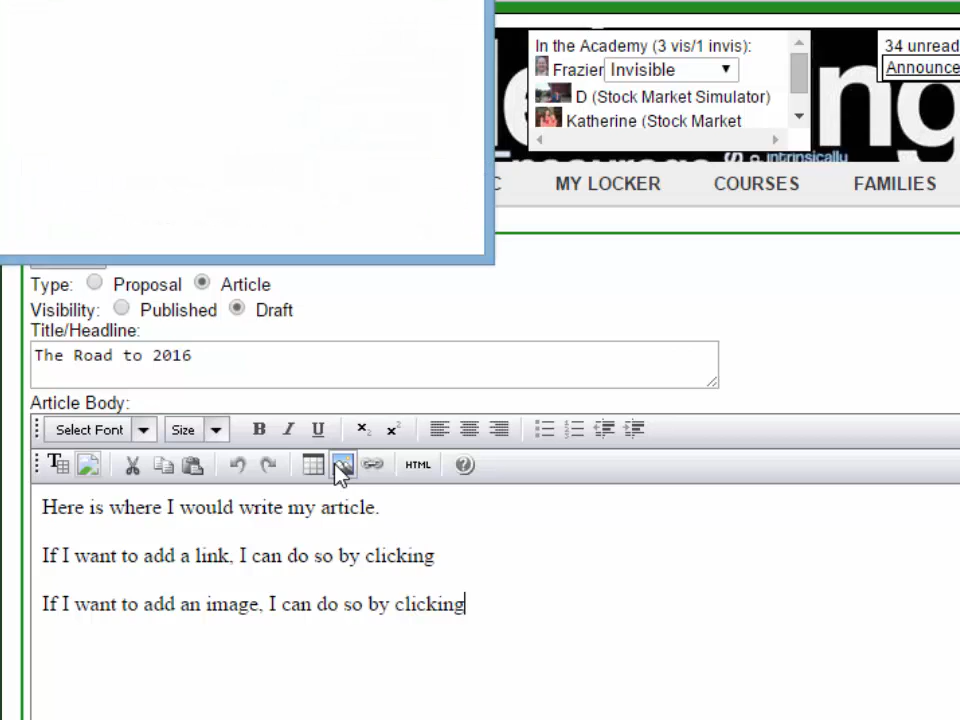 In the Academy (3 vis/1 invis):
34 unread
Frazier Invisible
Announce
D (Stock Market Simulator)
Katherine (Stock Market
intrinsically
MY LOCKER COURSES FAMILIES
Type: Proposal Article
Visibility: Published Draft
Title/Headline:
The Road to 2016
Article Body:
Select Font Size B I U x2 x2
T HTML ?
Here is where I would write my article.
If I want to add a link, I can do so by clicking
If I want to add an image, I can do so by clicking